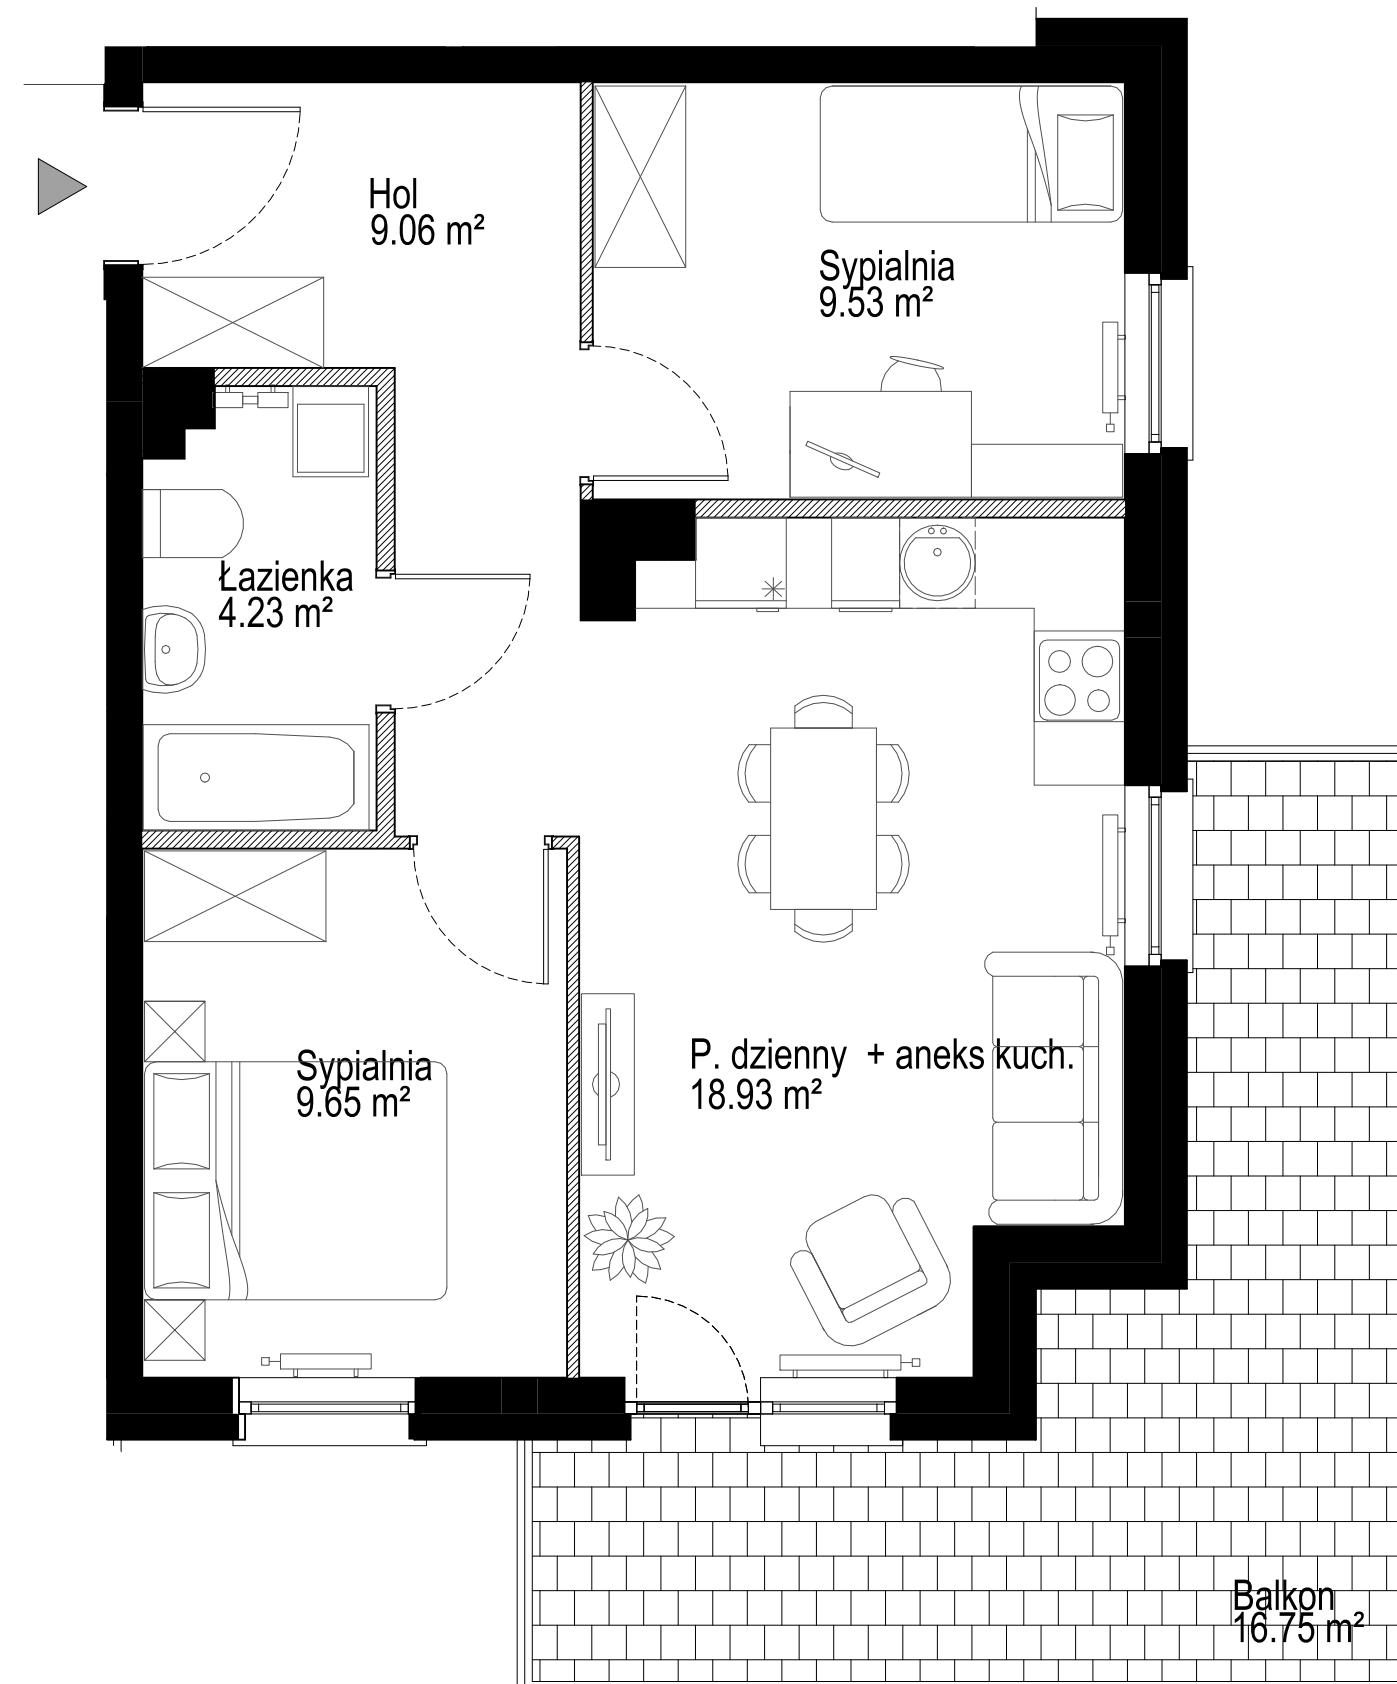 Hol
9.06 m²
Sypialnia
9.53 m²
Łazienka
4.23 m²
P. dzienny + aneks kuch.
18.93 m²
Sypialnia
9.65 m²
Balkon
16.75 m²